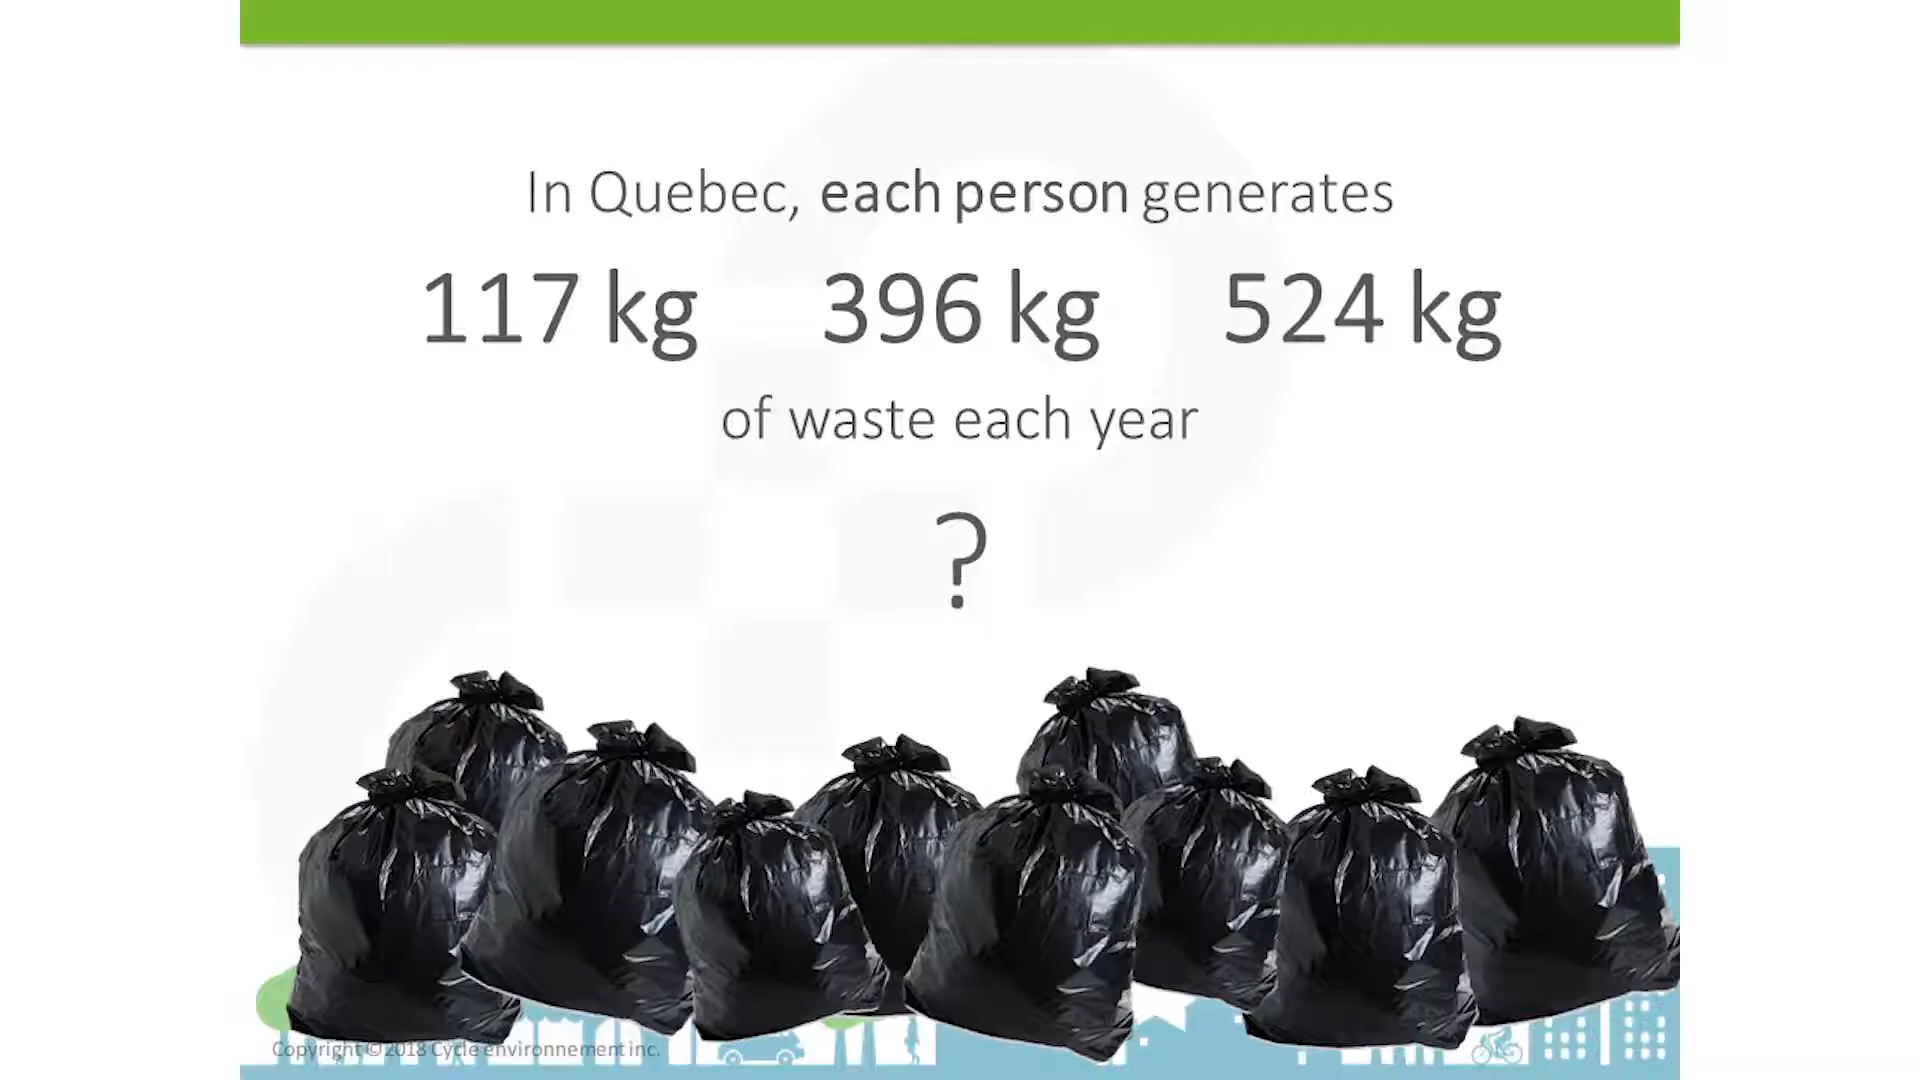 In Quebec, each person generates
117 kg 396 kg 524 kg
of waste each year
?
Copyright ©2018 Cycle environnement inc.